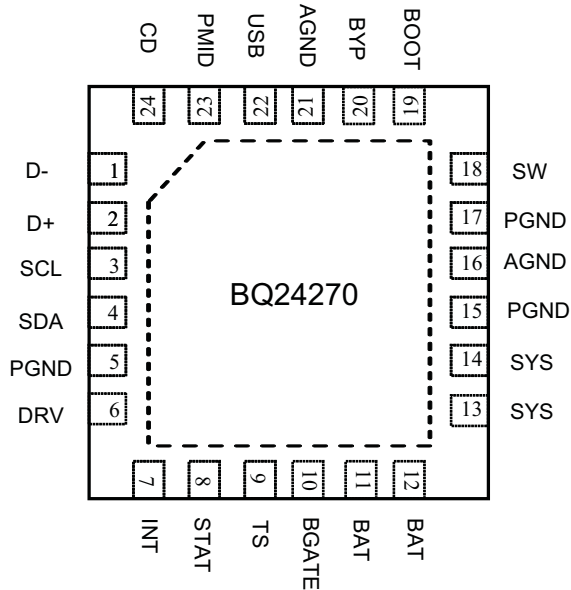 CD
PMID
USB
AGND
BYP
BOOT
24
23
22
21
20
19
D- 1
D+ 2
SCL 3
SDA 4
PGND 5
DRV 6
BQ24270
18 SW
17 PGND
16 AGND
15 PGND
14 SYS
13 SYS
7
8
9
10
11
12
INT
STAT
TS
BGATE
BAT
BAT